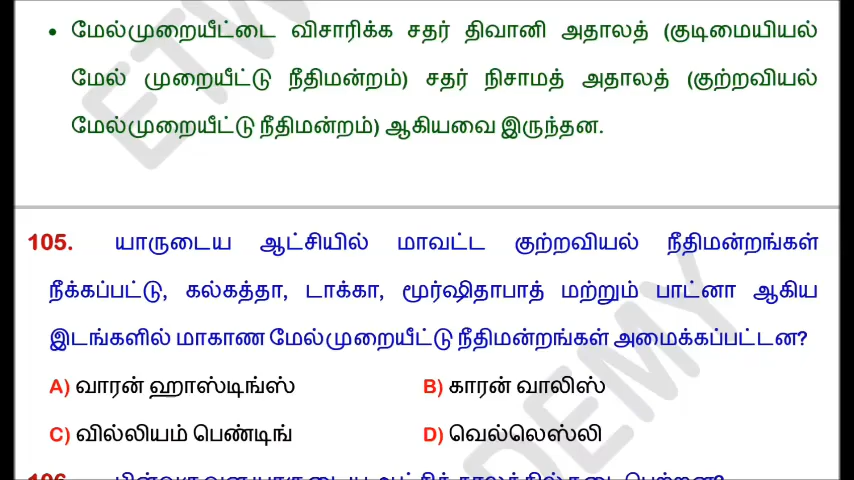 • மேல்முறையீட்டை விசாரிக்க சதர் திவானி அதாலத் (குடிமையியல்
மேல் முறையீட்டு நீதிமன்றம்) சதர் நிசாமத் அதாலத் (குற்றவியல்
மேல்முறையீட்டு நீதிமன்றம்) ஆகியவை இருந்தன.
105. யாருடைய ஆட்சியில் மாவட்ட குற்றவியல் நீதிமன்றங்கள்
நீக்கப்பட்டு, கல்கத்தா, டாக்கா, மூர்ஷிதாபாத் மற்றும் பாட்னா ஆகிய
இடங்களில் மாகாண மேல்முறையீட்டு நீதிமன்றங்கள் அமைக்கப்பட்டன?
A) வாரன் ஹாஸ்டிங்ஸ் B) காரன் வாலிஸ்
C) வில்லியம் பெண்டிங் D) வெல்லெஸ்லி